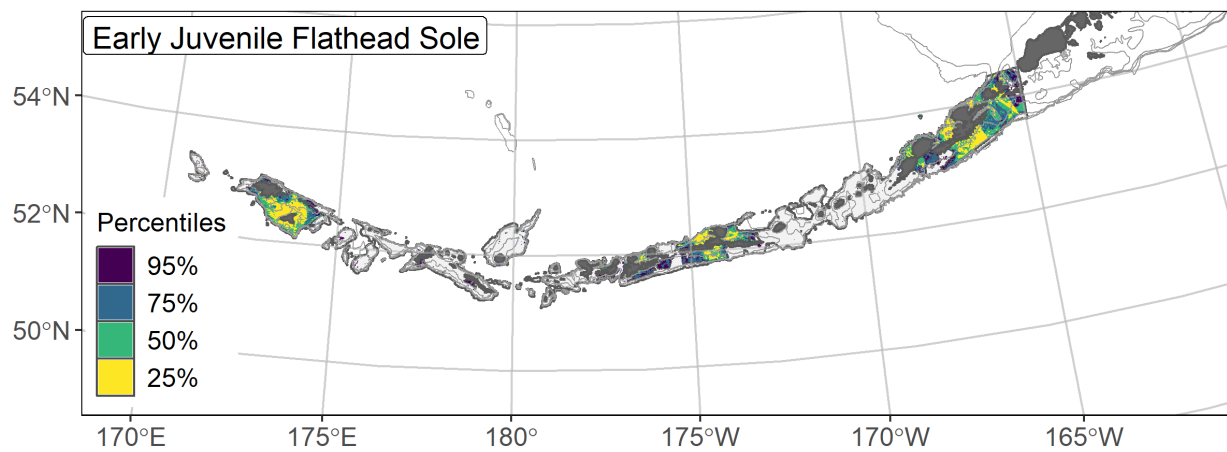 Early Juvenile Flathead Sole
54°N
52°N
50°N
Percentiles
95%
75%
50%
25%
170°E
175°E
180°
175°W
170°W
165°W